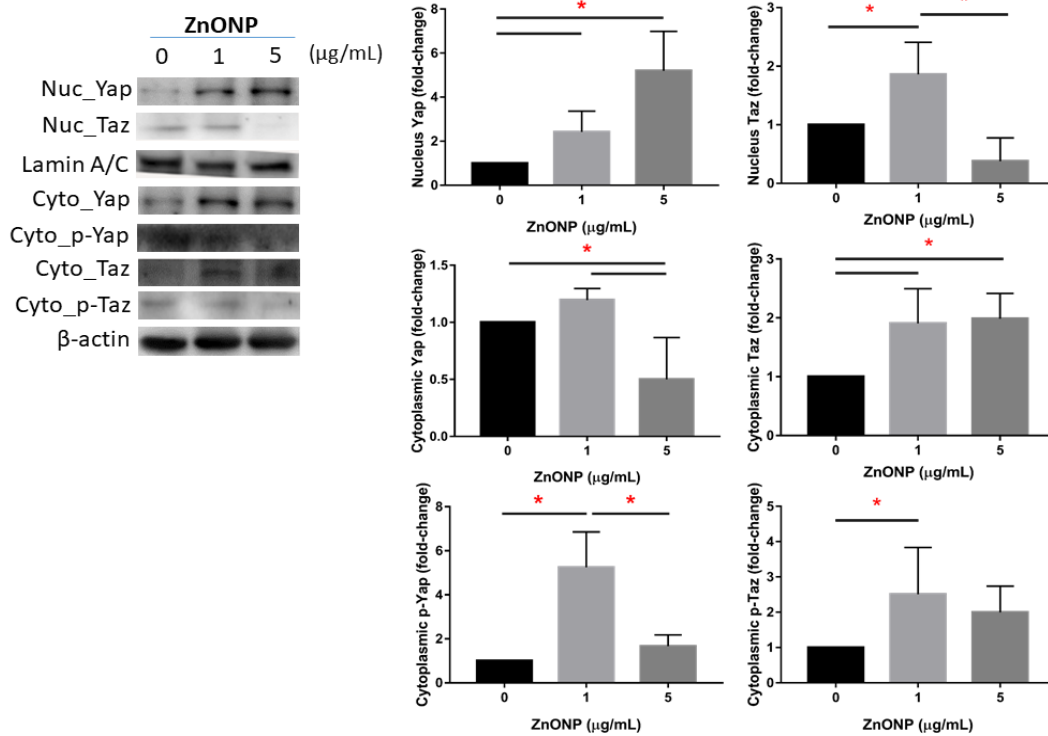 ZnONP
0 1 5 (μg/mL)
Nuc_Yap
Nuc_Taz
Lamin A/C
Cyto_Yap
Cyto_p-Yap
Cyto_Taz
Cyto_p-Taz
β-actin
Nucleus Yap (fold-change)
8
6
4
2
0
*
0 1 5
ZnONP (μg/mL)
Nucleus Taz (fold-change)
3
2
1
0
* *
0 1 5
ZnONP (μg/mL)
Cytoplasmic Yap (fold-change)
1.5
1.0
0.5
0.0
*
0 1 5
ZnONP (μg/mL)
Cytoplasmic Taz (fold-change)
3
2
1
0
*
0 1 5
ZnONP (μg/mL)
Cytoplasmic p-Yap (fold-change)
8
6
4
2
0
* *
0 1 5
ZnONP (μg/mL)
Cytoplasmic p-Taz (fold-change)
5
4
3
2
1
0
*
0 1 5
ZnONP (μg/mL)